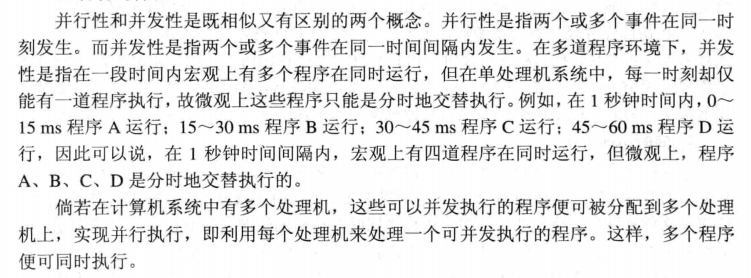 并行性和并发性是既相似又有区别的两个概念。并行性是指两个或多个事件在同一时
刻发生。而并发性是指两个或多个事件在同一时间间隔内发生。在多道程序环境下，并发
性是指在一段时间内宏观上有多个程序在同时运行，但在单处理机系统中，每一时刻却仅
能有一道程序执行，故微观上这些程序只能是分时地交替执行。例如，在 1 秒钟时间内，0～
15 ms 程序 A 运行；15～30 ms 程序 B 运行；30～45 ms 程序 C 运行；45～60 ms 程序 D 运
行，因此可以说，在 1 秒钟时间间隔内，宏观上有四道程序在同时运行，但微观上，程序
A、B、C、D 是分时地交替执行的。
倘若在计算机系统中有多个处理机，这些可以并发执行的程序便可被分配到多个处理
机上，实现并行执行，即利用每个处理机来处理一个可并发执行的程序。这样，多个程序
便可同时执行。